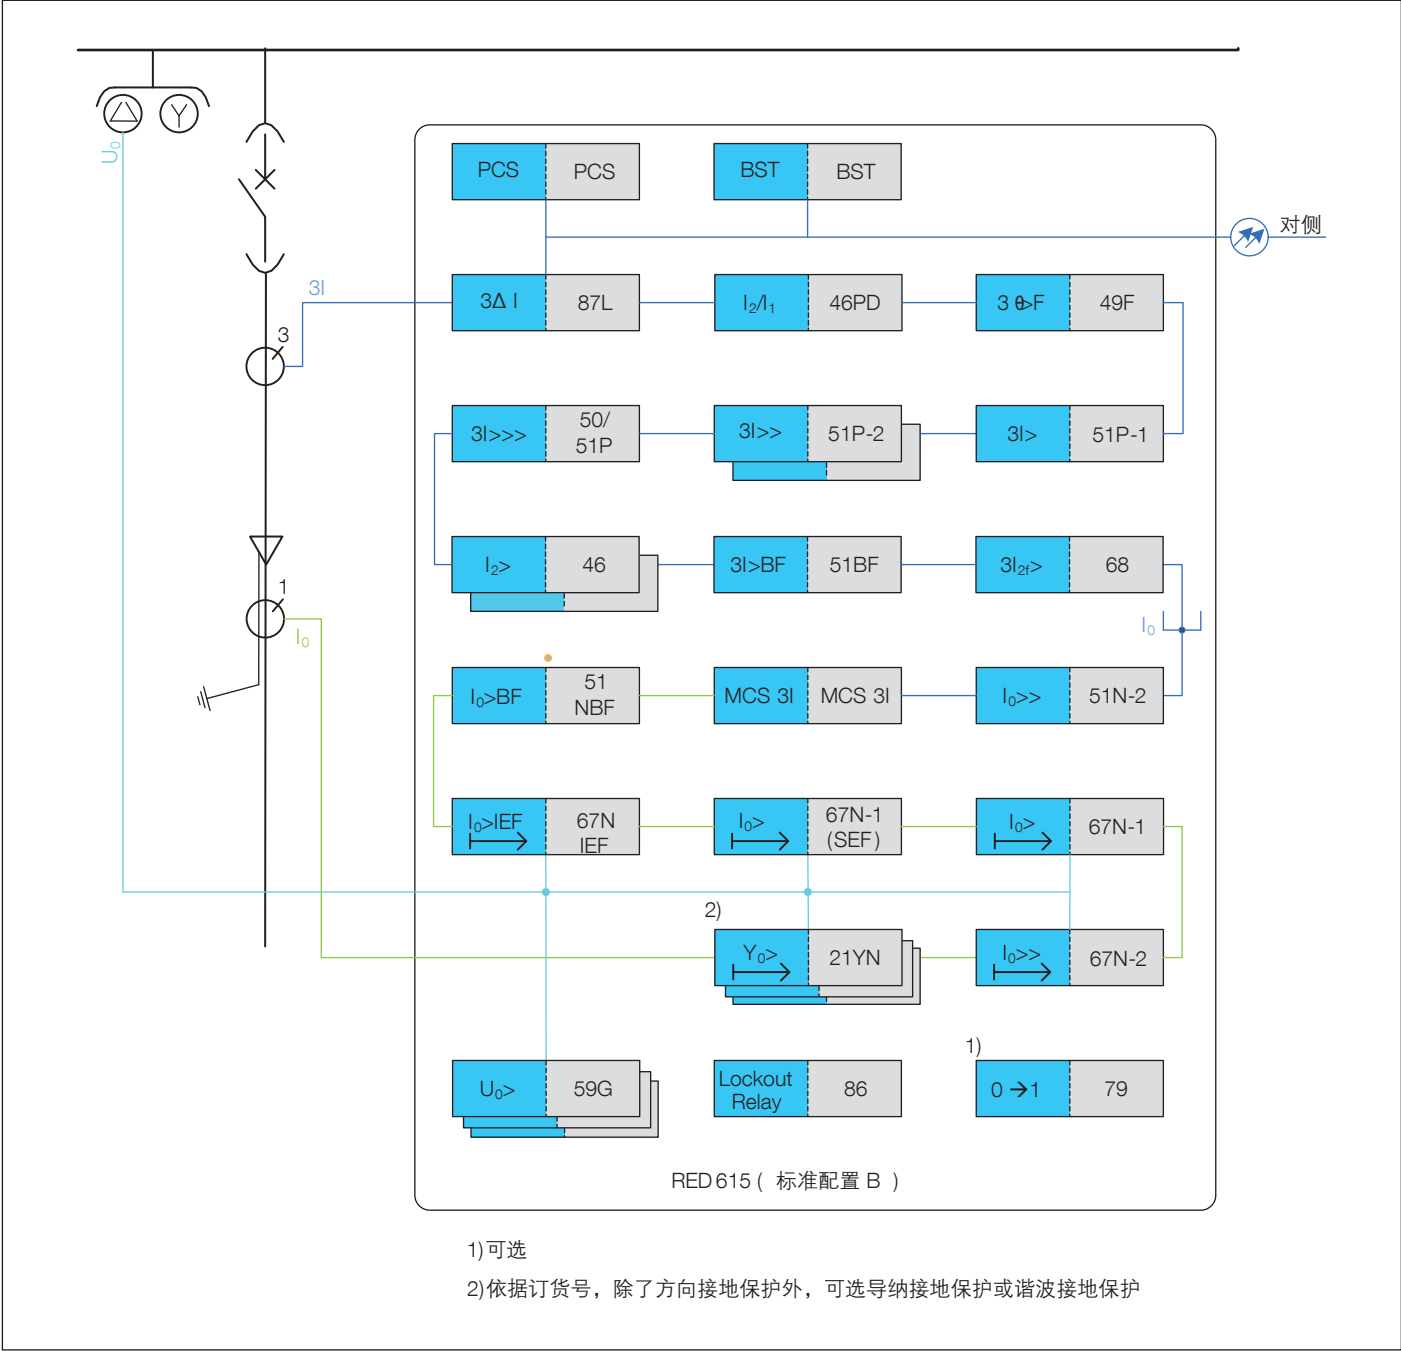 U₀
PCS PCS
BST BST
对侧
3I
3Δ I 87L
I₂/I₁ 46PD
3 θ>F 49F
3
3I>>> 50/
51P
3I>> 51P-2
3I> 51P-1
I₂> 46
3I>BF 51BF
3I₂f> 68
1
I₀
I₀
I₀>BF 51
NBF
MCS 3I MCS 3I
I₀>> 51N-2
I₀>IEF 67N
IEF
I₀> 67N-1
(SEF)
I₀> 67N-1
2)
Y₀> 21YN
I₀>> 67N-2
1)
U₀> 59G
Lockout
Relay 86
0→1 79
RED 615 ( 标准配置 B )
1)可选
2)依据订货号，除了方向接地保护外，可选导纳接地保护或谐波接地保护